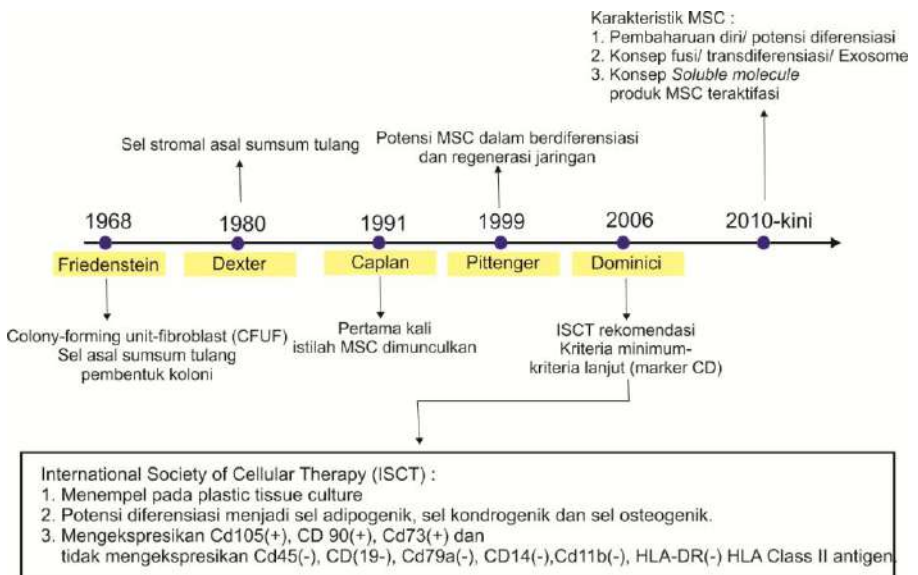 Karakteristik MSC :
1. Pembaharuan diri/ potensi diferensiasi
2. Konsep fusi/ transdiferensiasi/ Exosome
3. Konsep Soluble molecule
produk MSC teraktifasi
Sel stromal asal sumsum tulang
Potensi MSC dalam berdiferensiasi
dan regenerasi jaringan
1968
1980
1991
1999
2006
2010-kini
Friedenstein
Dexter
Caplan
Pittenger
Dominici
Colony-forming unit-fibroblast (CFUF)
Sel asal sumsum tulang
pembentuk koloni
Pertama kali
istilah MSC dimunculkan
ISCT rekomendasi
Kriteria minimum-
kriteria lanjut (marker CD)
International Society of Cellular Therapy (ISCT) :
1. Menempel pada plastic tissue culture
2. Potensi diferensiasi menjadi sel adipogenik, sel kondrogenik dan sel osteogenik.
3. Mengekspresikan Cd105(+), CD 90(+), Cd73(+) dan
tidak mengekspresikan Cd45(-), CD(19-), Cd79a(-), CD14(-),Cd11b(-), HLA-DR(-) HLA Class II antigen.